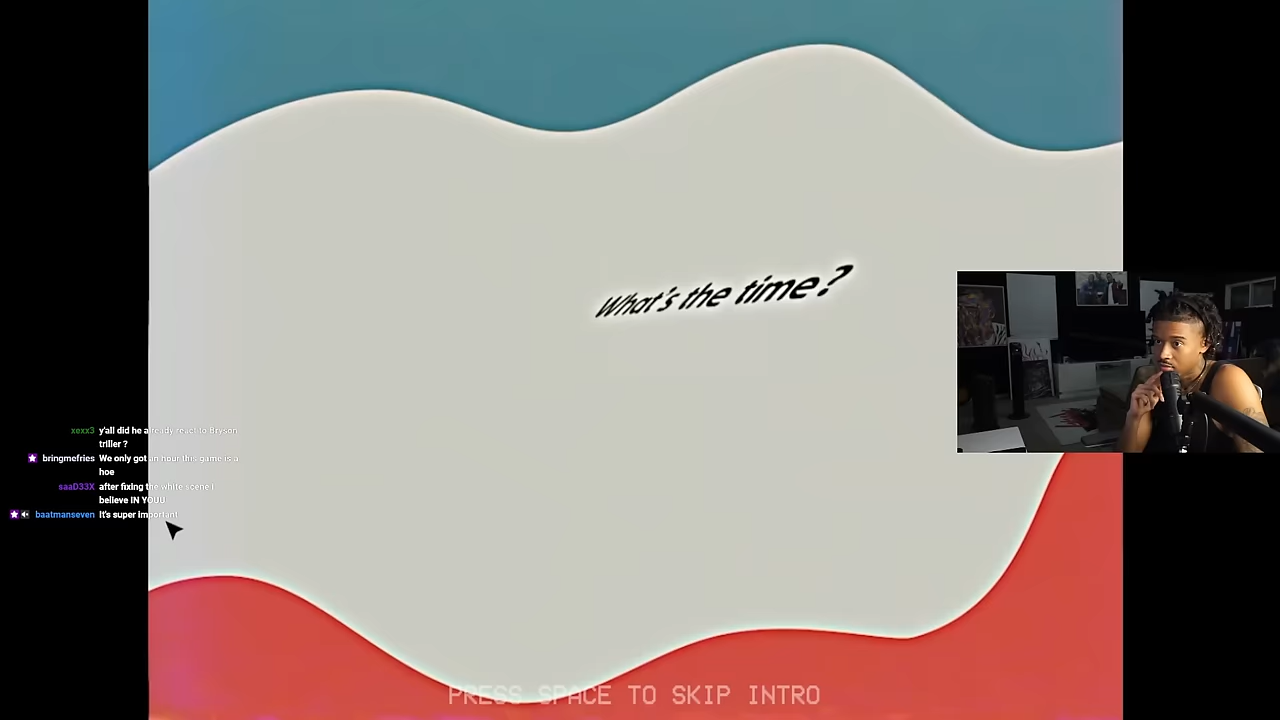 What's the time?
xexx3 y'all did he already react to Bryson
triller ?
bringmefries We only got an hour this game is a
hoe
saaD33X after fixing the white scene i
believe IN YOUU
baatmanseven It's super important
PRESS SPACE TO SKIP INTRO